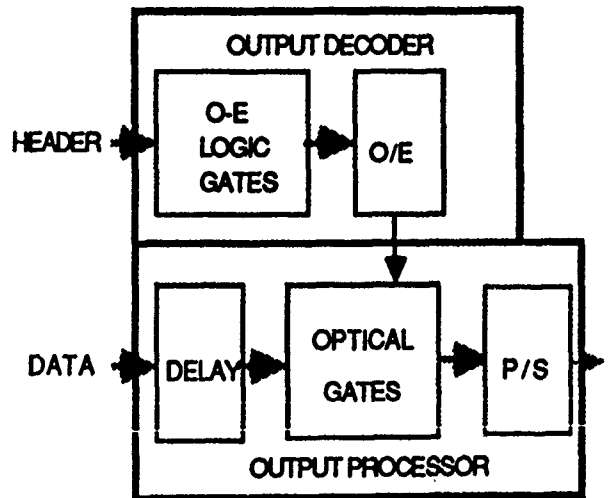 OUTPUT DECODER
O-E
LOGIC
GATES
O/E
HEADER
DATA
DELAY
OPTICAL
GATES
P/S
OUTPUT PROCESSOR